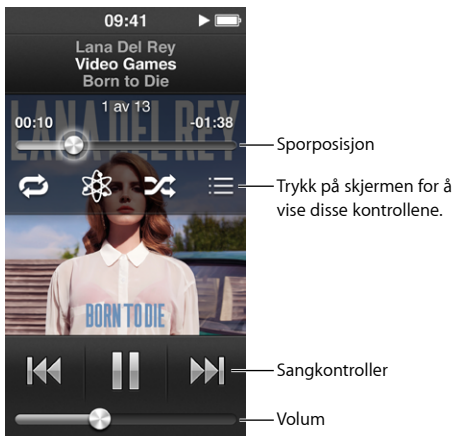 09:41
Lana Del Rey
Video Games
Born to Die
LANA DEL REY
1 av 13
00:10 -01:38
Sporposisjon
Trykk på skjermen for å
vise disse kontrollene.
BORN TO DIE
Sangkontroller
Volum